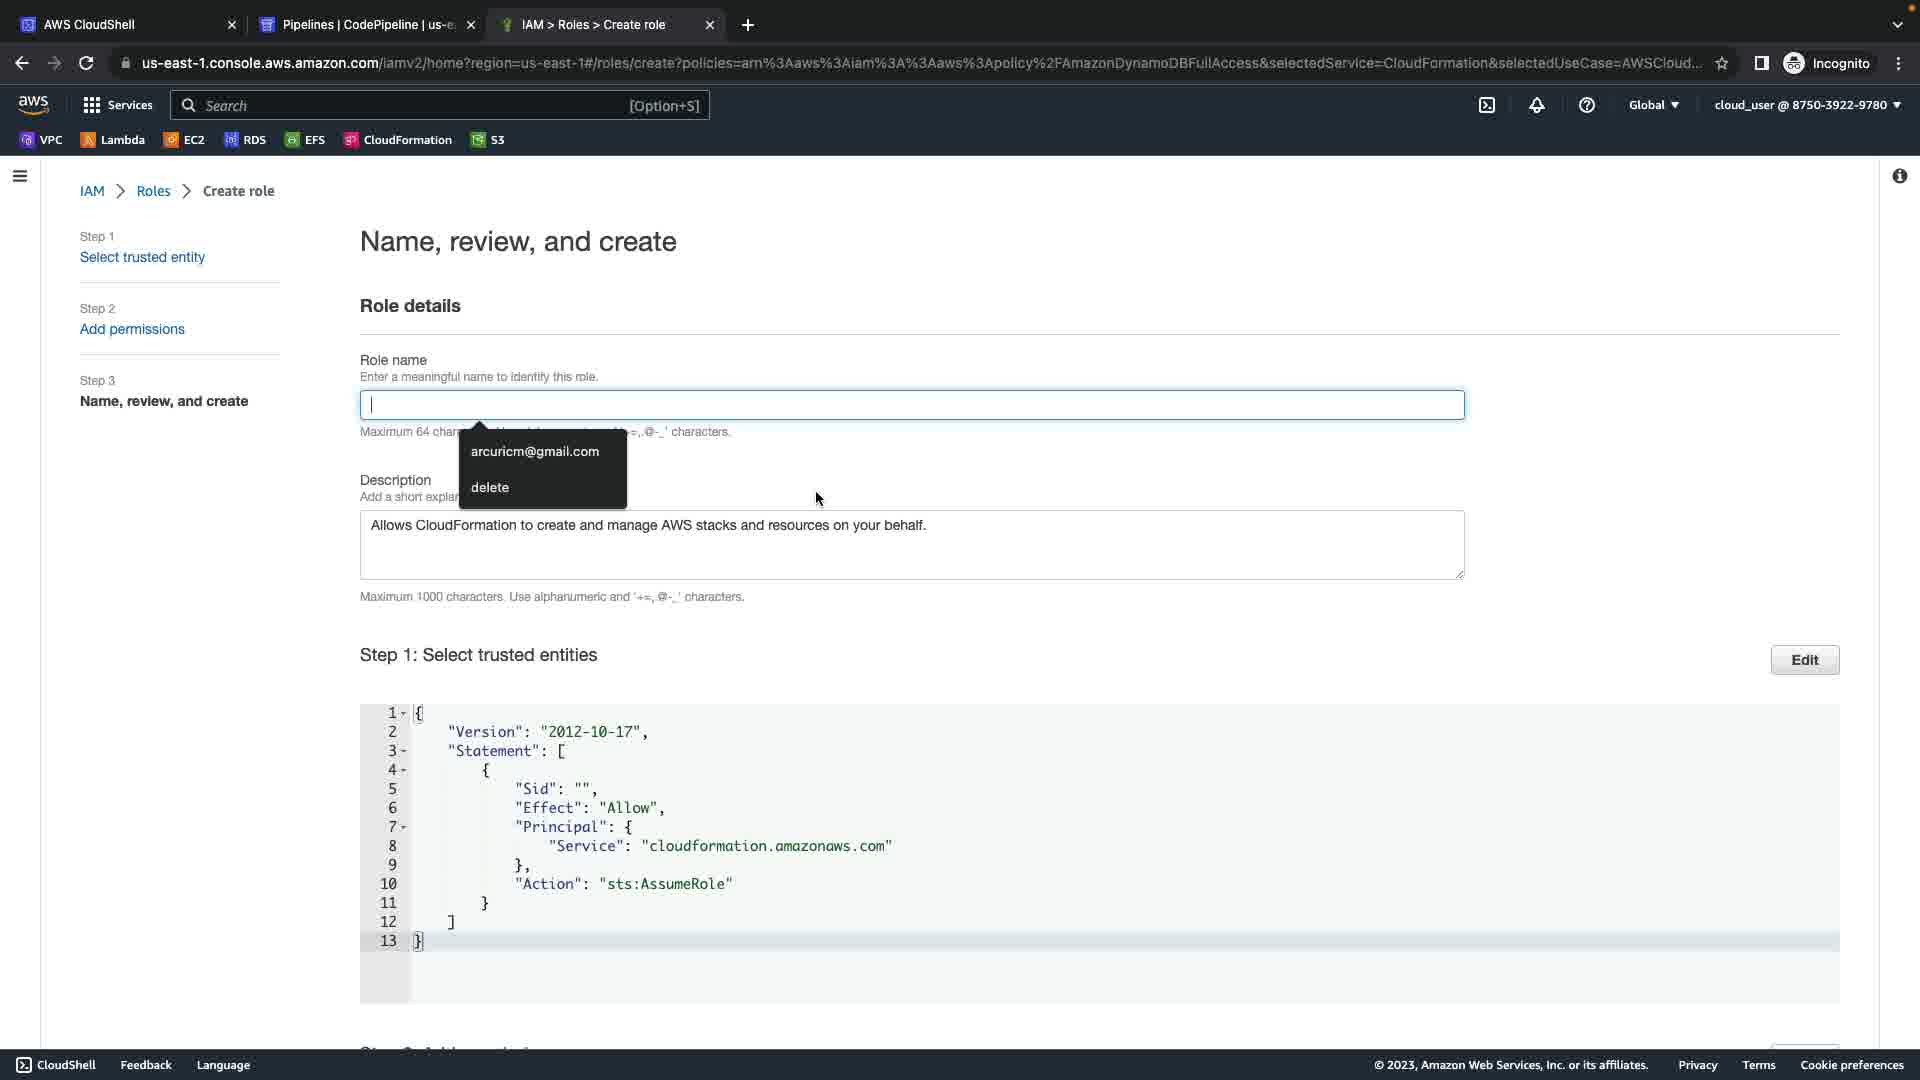 AWS CloudShell
Pipelines | CodePipeline | us-e
IAM > Roles > Create role
us-east-1.console.aws.amazon.com/iamv2/home?region=us-east-1#/roles/create?policies=arn%3Aaws%3Aiam%3A%3Aaws%3Apolicy%2FAmazonDynamoDBFullAccess&selectedService=CloudFormation&selectedUseCase=AWSCloud...
Incognito
aws
Services
Search
[Option+S]
Global
cloud_user @ 8750-3922-9780
VPC
Lambda
EC2
RDS
EFS
CloudFormation
S3
IAM > Roles > Create role
Step 1
Select trusted entity
Step 2
Add permissions
Step 3
Name, review, and create
Name, review, and create
Role details
Role name
Enter a meaningful name to identify this role.
Maximum 64 char
+=,.@-_' characters.
arcuricm@gmail.com
delete
Description
Add a short explan
Allows CloudFormation to create and manage AWS stacks and resources on your behalf.
Maximum 1000 characters. Use alphanumeric and '+=,.@-_' characters.
Step 1: Select trusted entities
Edit
1 {
2 "Version": "2012-10-17",
3 "Statement": [
4 {
5 "Sid": "",
6 "Effect": "Allow",
7 "Principal": {
8 "Service": "cloudformation.amazonaws.com"
9 },
10 "Action": "sts:AssumeRole"
11 }
12 ]
13 }
CloudShell
Feedback
Language
© 2023, Amazon Web Services, Inc. or its affiliates.
Privacy
Terms
Cookie preferences